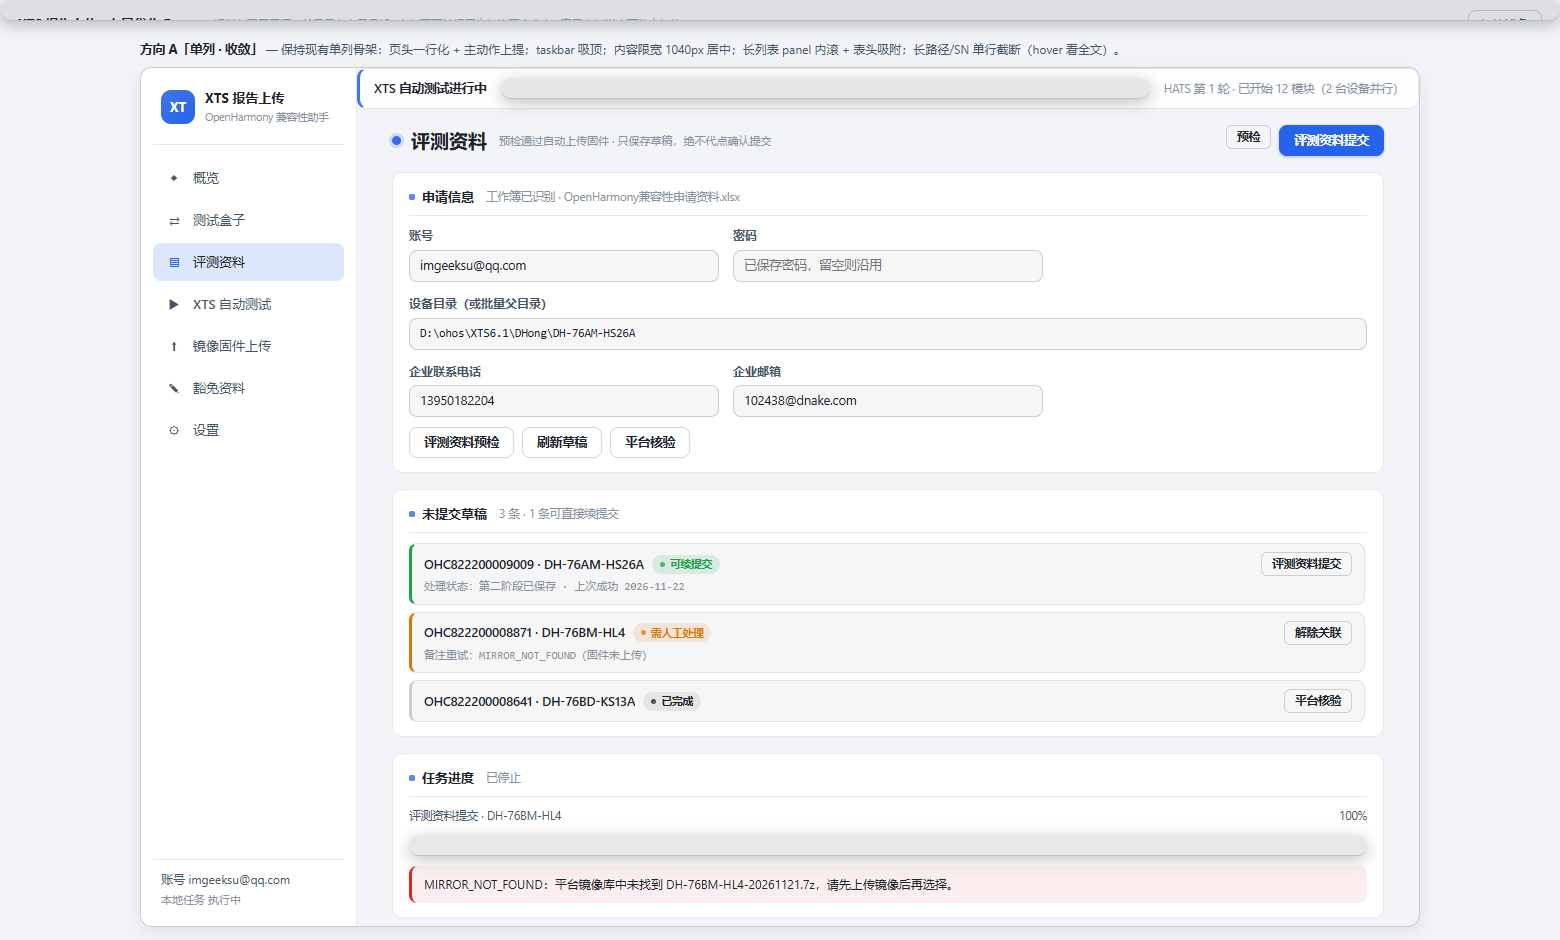 方向 A「单列 · 收敛」 — 保持现有单列骨架：页头一行化 + 主动作上提；taskbar 吸顶；内容限宽 1040px 居中；长列表 panel 内滚 + 表头吸附；长路径/SN 单行截断（hover 看全文）。
XT
XTS 报告上传
OpenHarmony 兼容性助手
概览
测试盒子
评测资料
XTS 自动测试
镜像固件上传
豁免资料
设置
账号 imgeeksu@qq.com
本地任务 执行中
XTS 自动测试进行中
HATS 第 1 轮 · 已开始 12 模块（2 台设备并行）
评测资料 预检通过自动上传固件 · 只保存草稿，绝不代点确认提交
预检
评测资料提交
申请信息 工作簿已识别 · OpenHarmony兼容性申请资料.xlsx
账号
密码
imgeeksu@qq.com
已保存密码，留空则沿用
设备目录（或批量父目录）
D:\ohos\XTS6.1\DHong\DH-76AM-HS26A
企业联系电话
企业邮箱
13950182204
102438@dnake.com
评测资料预检
刷新草稿
平台核验
未提交草稿 3 条 · 1 条可直接续提交
OHC822200009009 · DH-76AM-HS26A 可续提交
评测资料提交
处理状态：第二阶段已保存 · 上次成功 2026-11-22
OHC822200008871 · DH-76BM-HL4 需人工处理
解除关联
备注重试：MIRROR_NOT_FOUND（固件未上传）
OHC822200008641 · DH-76BD-KS13A 已完成
平台核验
任务进度 已停止
评测资料提交 · DH-76BM-HL4
100%
MIRROR_NOT_FOUND：平台镜像库中未找到 DH-76BM-HL4-20261121.7z，请先上传镜像后再选择。